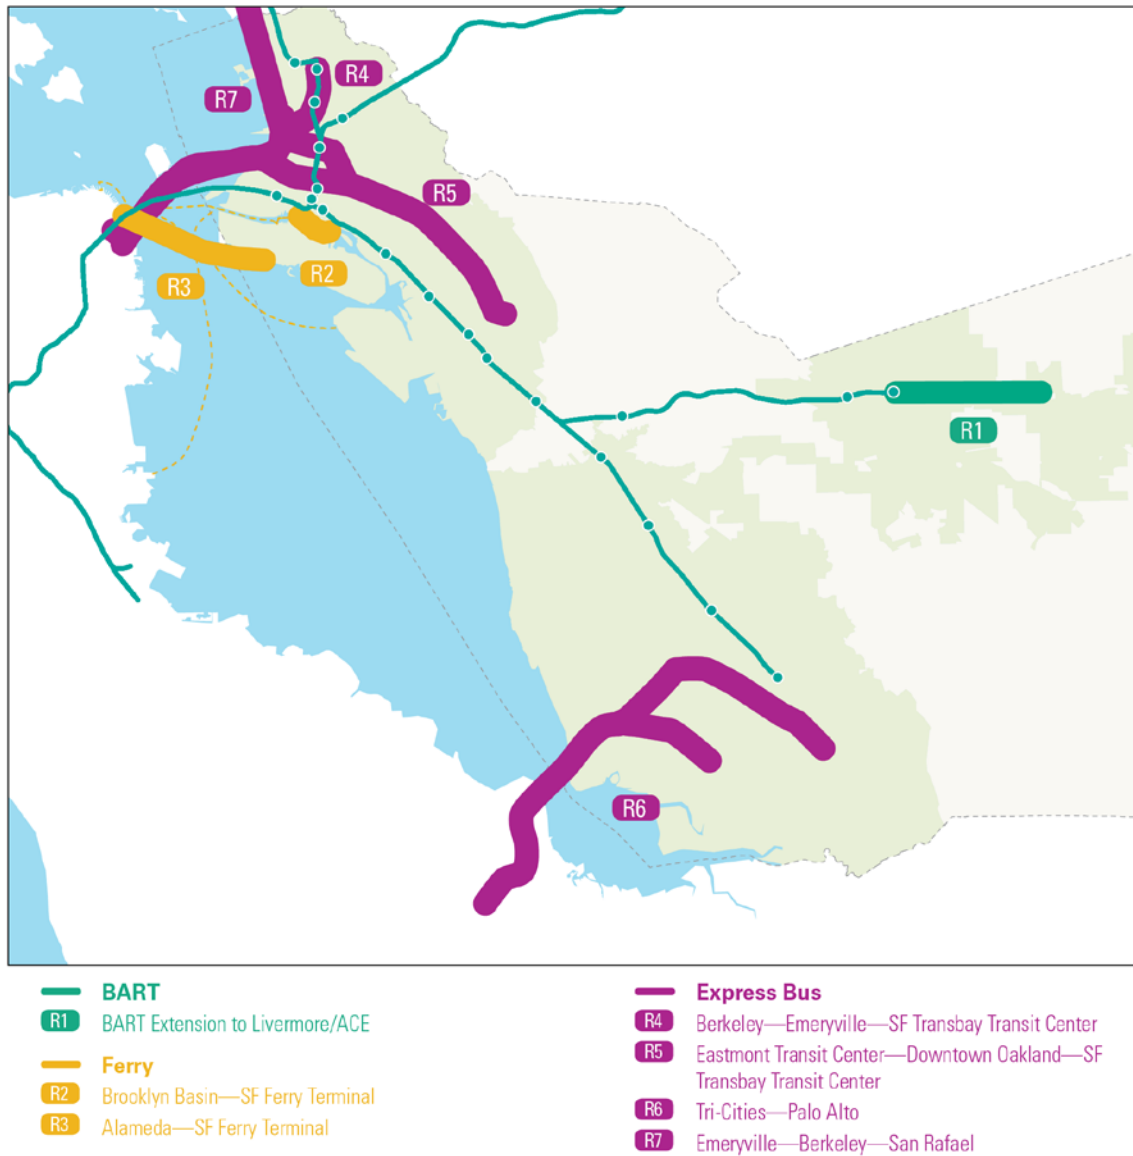 R4
R7
R5
R2
R3
R1
R6
BART
R1 BART Extension to Livermore/ACE
Ferry
R2 Brooklyn Basin—SF Ferry Terminal
R3 Alameda—SF Ferry Terminal
Express Bus
R4 Berkeley—Emeryville—SF Transbay Transit Center
R5 Eastmont Transit Center—Downtown Oakland—SF
Transbay Transit Center
R6 Tri-Cities—Palo Alto
R7 Emeryville—Berkeley—San Rafael